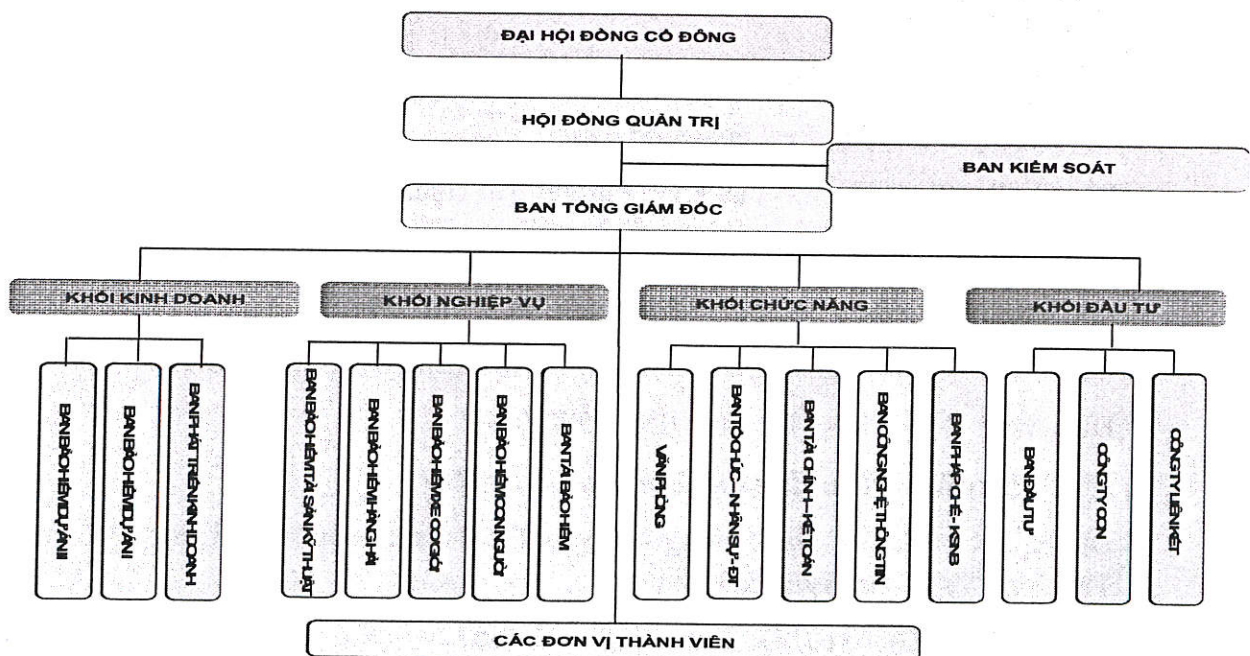 ĐẠI HỘI ĐỒNG CỔ ĐÔNG
HỘI ĐỒNG QUẢN TRỊ
BAN KIỂM SOÁT
BAN TỔNG GIÁM ĐỐC
KHỐI KINH DOANH
KHỐI NGHIỆP VỤ
KHỐI CHỨC NĂNG
KHỐI ĐẦU TƯ
BAN BẢO HIỂM DỰ ÁN II
BAN BẢO HIỂM DỰ ÁN I
BAN PHÁT TRIỂN KINH DOANH
BAN BẢO HIỂM TÀI SẢN KỸ THUẬT
BAN BẢO HIỂM HÀNG HẢI
BAN BẢO HIỂM XE CƠ GIỚI
BAN BẢO HIỂM CON NGƯỜI
BAN TÁI BẢO HIỂM
VĂN PHÒNG
BAN TỔ CHỨC – NHÂN SỰ - ĐT
BAN TÀI CHÍNH – KẾ TOÁN
BAN CÔNG NGHỆ THÔNG TIN
BAN PHÁP CHẾ - KSNB
BAN ĐẦU TƯ
CÔNG TY CON
CÔNG TY LIÊN KẾT
CÁC ĐƠN VỊ THÀNH VIÊN